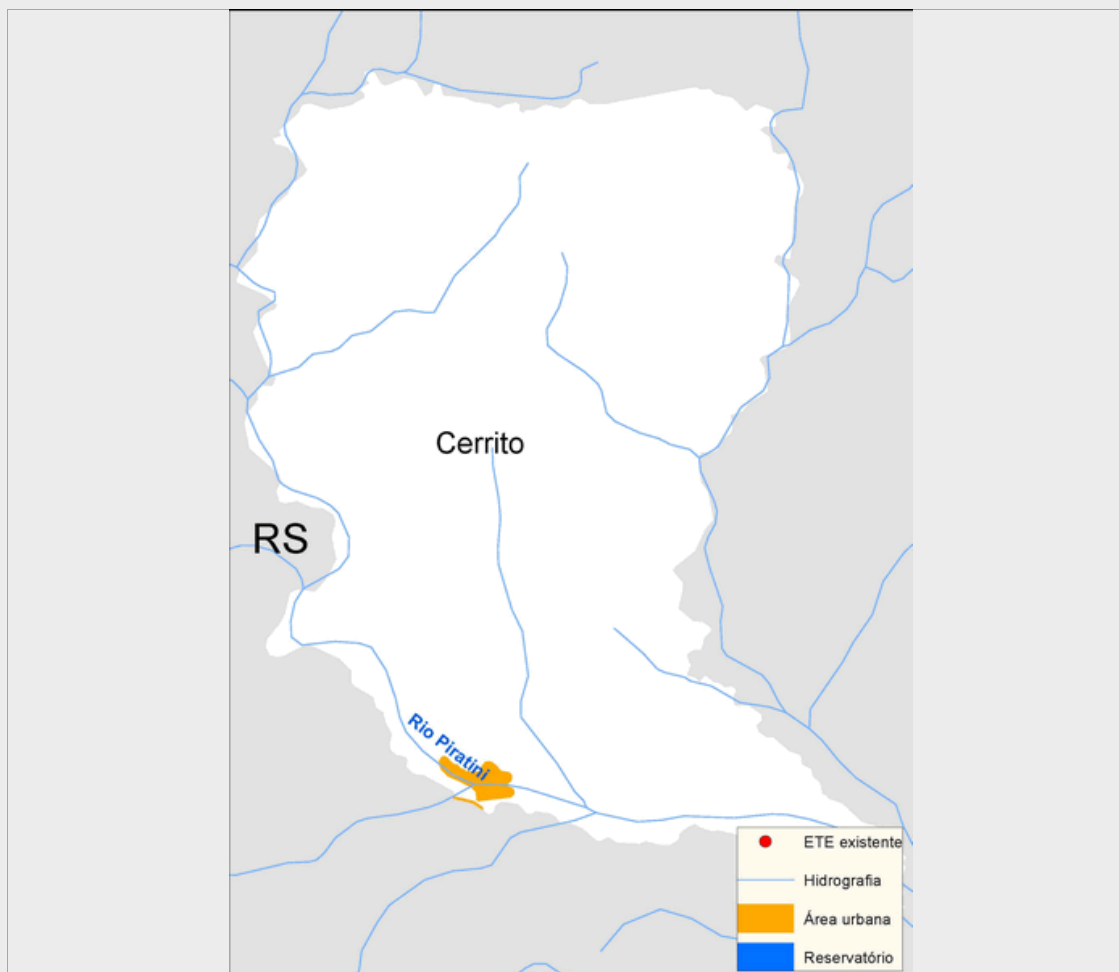 Cerrito
RS
Rio Piratini
ETE existente
Hidrografia
Área urbana
Reservatório